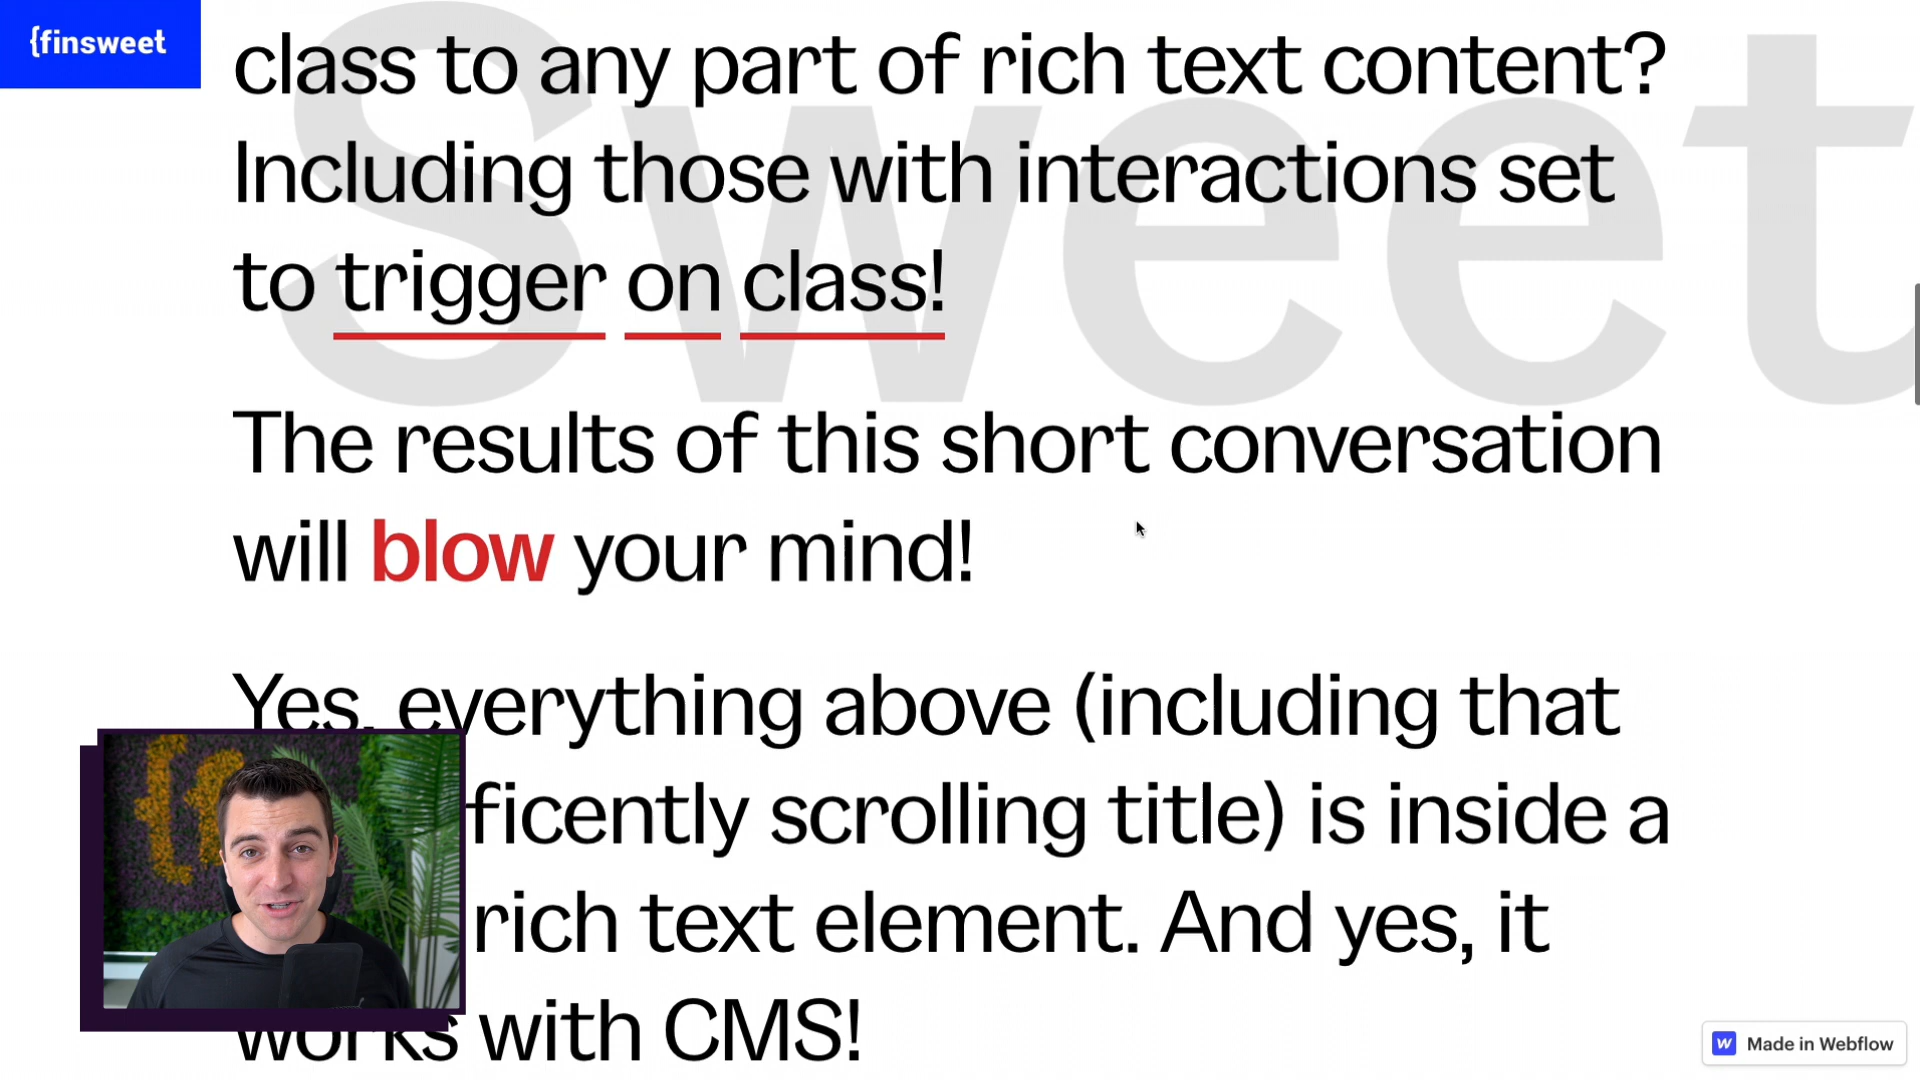 {finsweet
Sweet
class to any part of rich text content?
Including those with interactions set
to trigger on class!
The results of this short conversation
will blow your mind!
Yes, everything above (including that
ficently scrolling title) is inside a
rich text element. And yes, it
works with CMS!
Made in Webflow